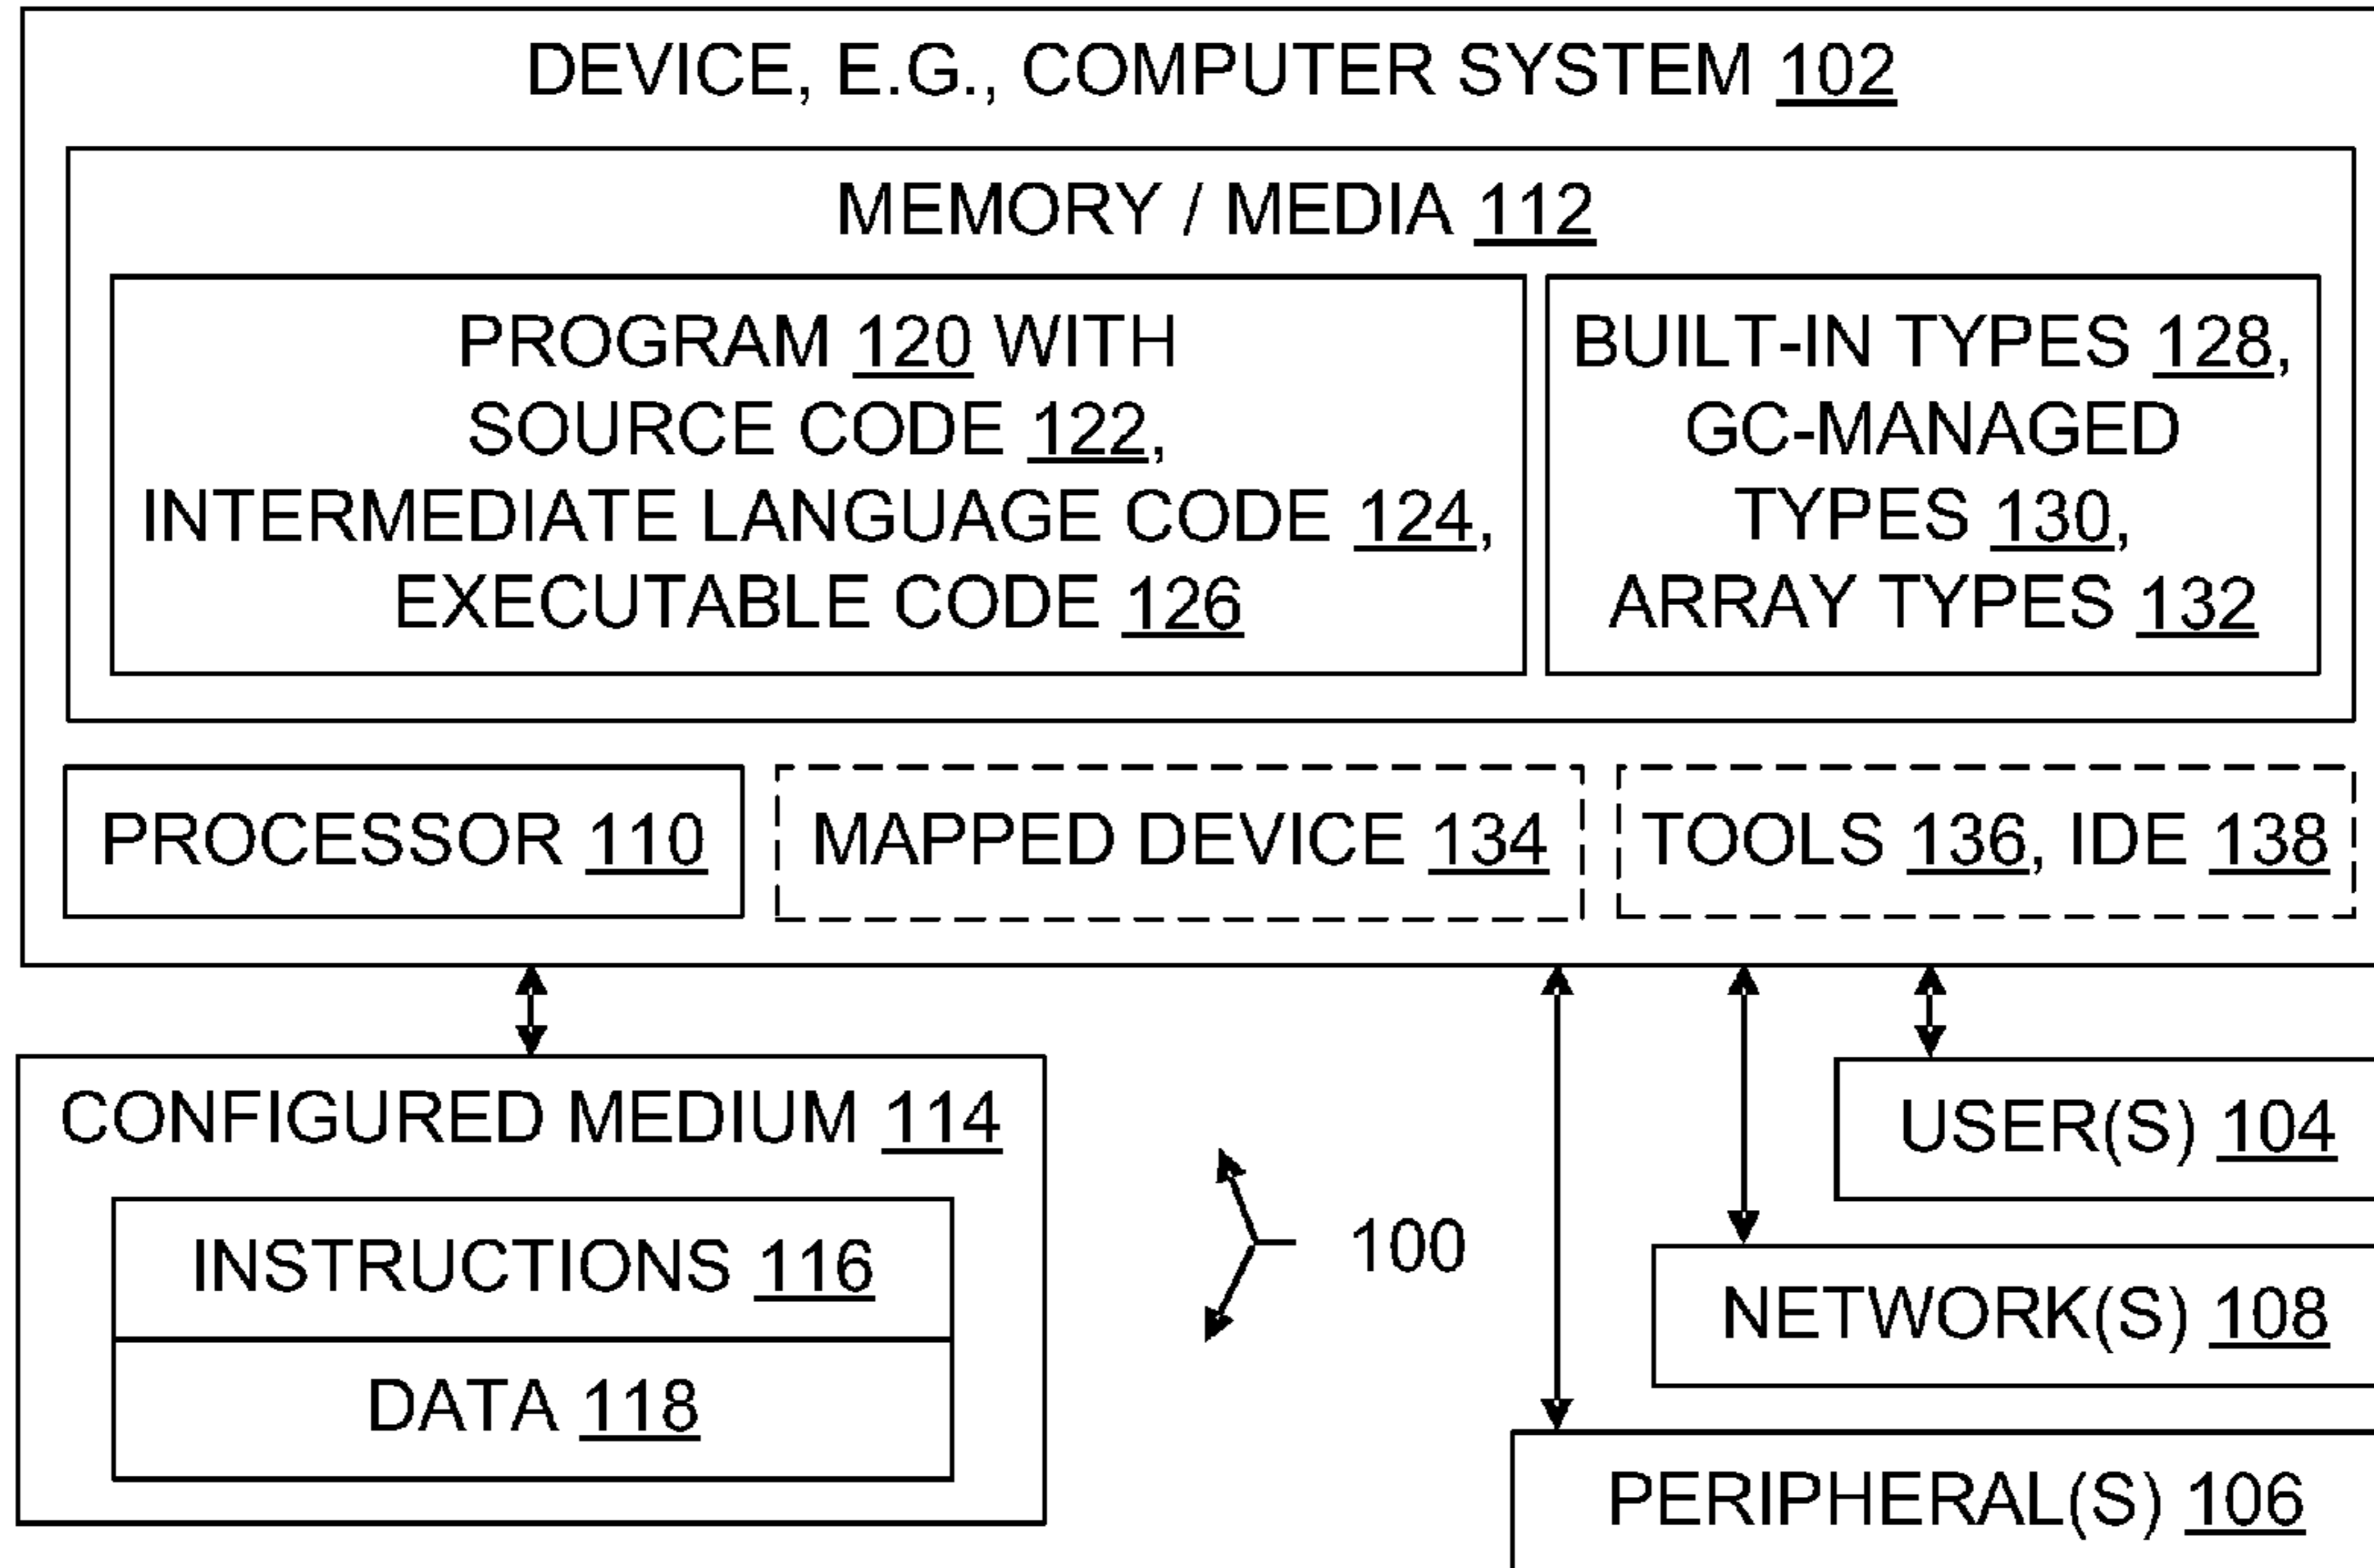 DEVICE, E.G., COMPUTER SYSTEM 102
MEMORY / MEDIA 112
PROGRAM 120 WITH
SOURCE CODE 122,
INTERMEDIATE LANGUAGE CODE 124,
EXECUTABLE CODE 126
BUILT-IN TYPES 128,
GC-MANAGED
TYPES 130,
ARRAY TYPES 132
PROCESSOR 110
MAPPED DEVICE 134
TOOLS 136, IDE 138
CONFIGURED MEDIUM 114
INSTRUCTIONS 116
DATA 118
100
USER(S) 104
NETWORK(S) 108
PERIPHERAL(S) 106